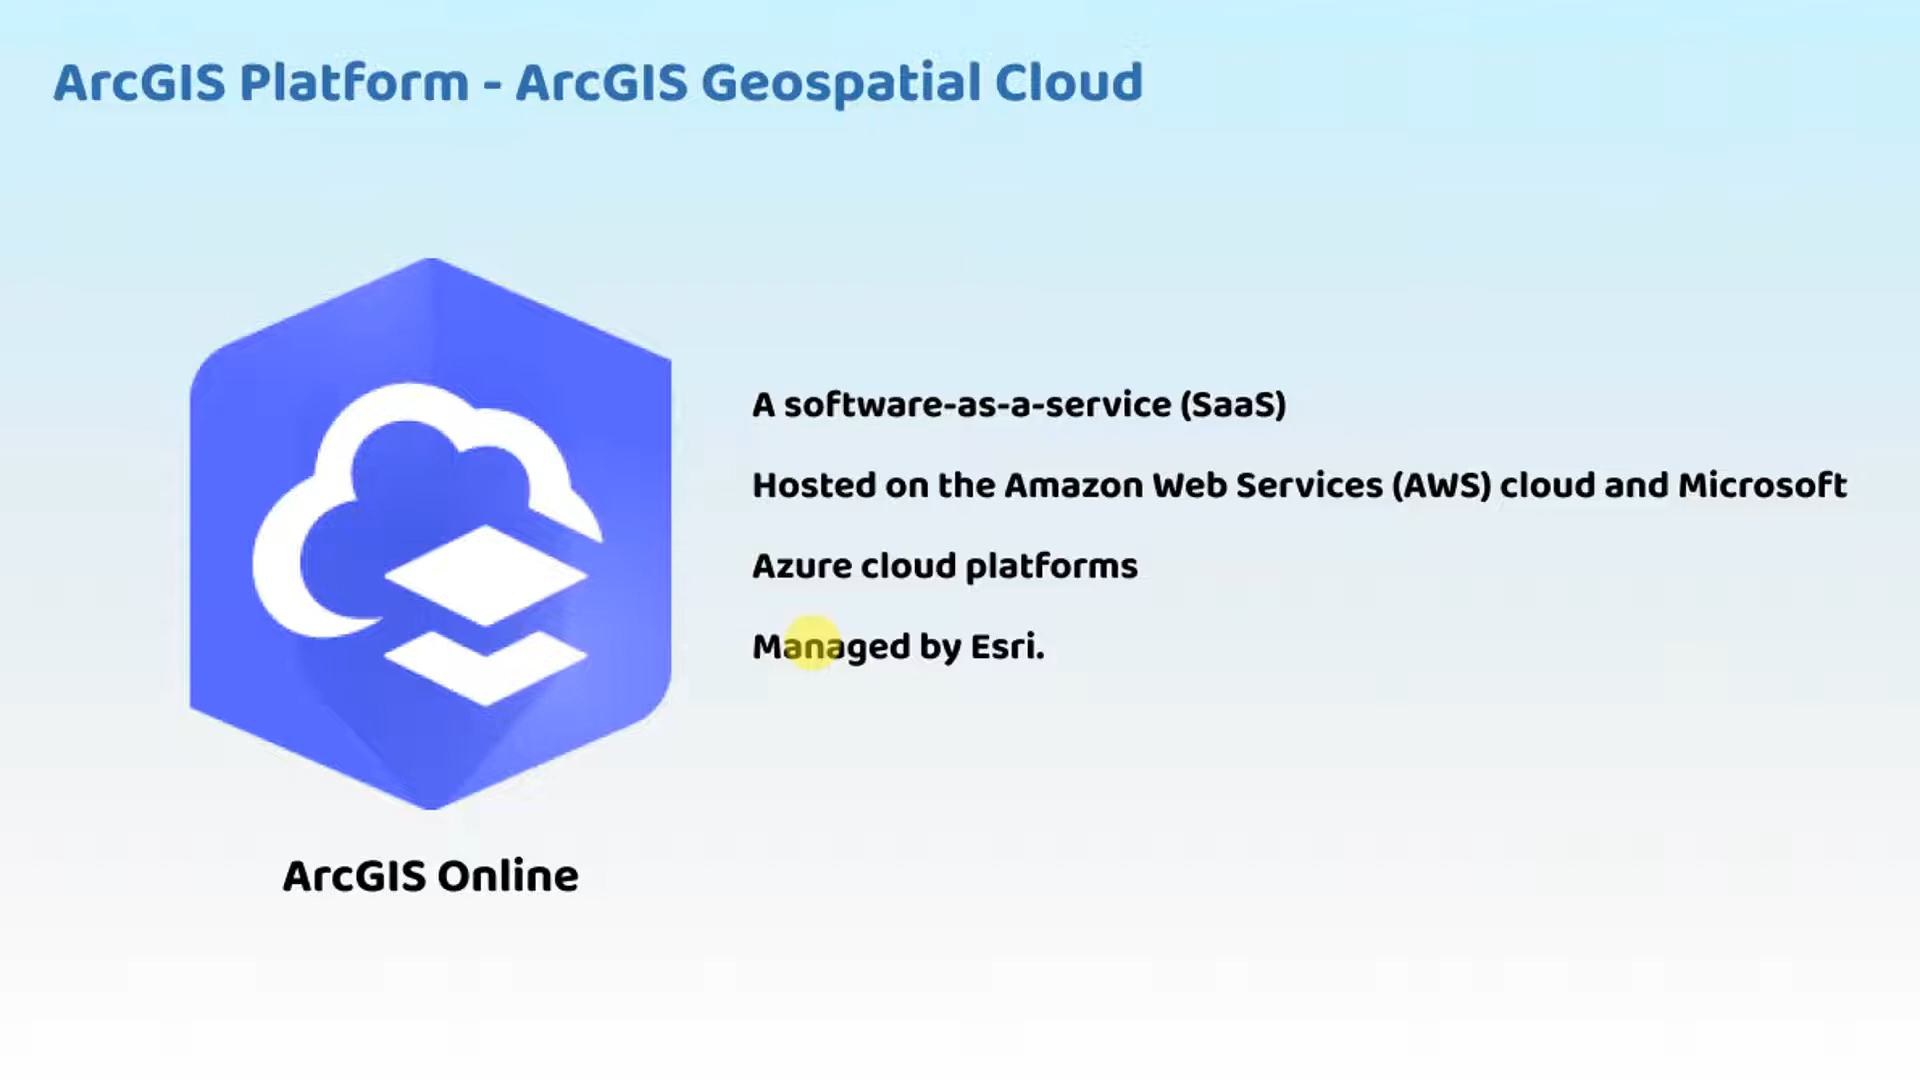 ArcGIS Platform - ArcGIS Geospatial Cloud
A software-as-a-service (SaaS)
Hosted on the Amazon Web Services (AWS) cloud and Microsoft
Azure cloud platforms
Managed by Esri.
ArcGIS Online